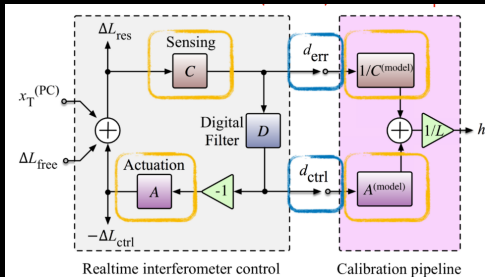 ΔL_res
Sensing
C
d_err
1/C^(model)
x_T^(PC)
Digital
Filter
D
1/L
h
ΔL_free
Actuation
A
-1
d_ctrl
A^(model)
−ΔL_ctrl
Realtime interferometer control
Calibration pipeline